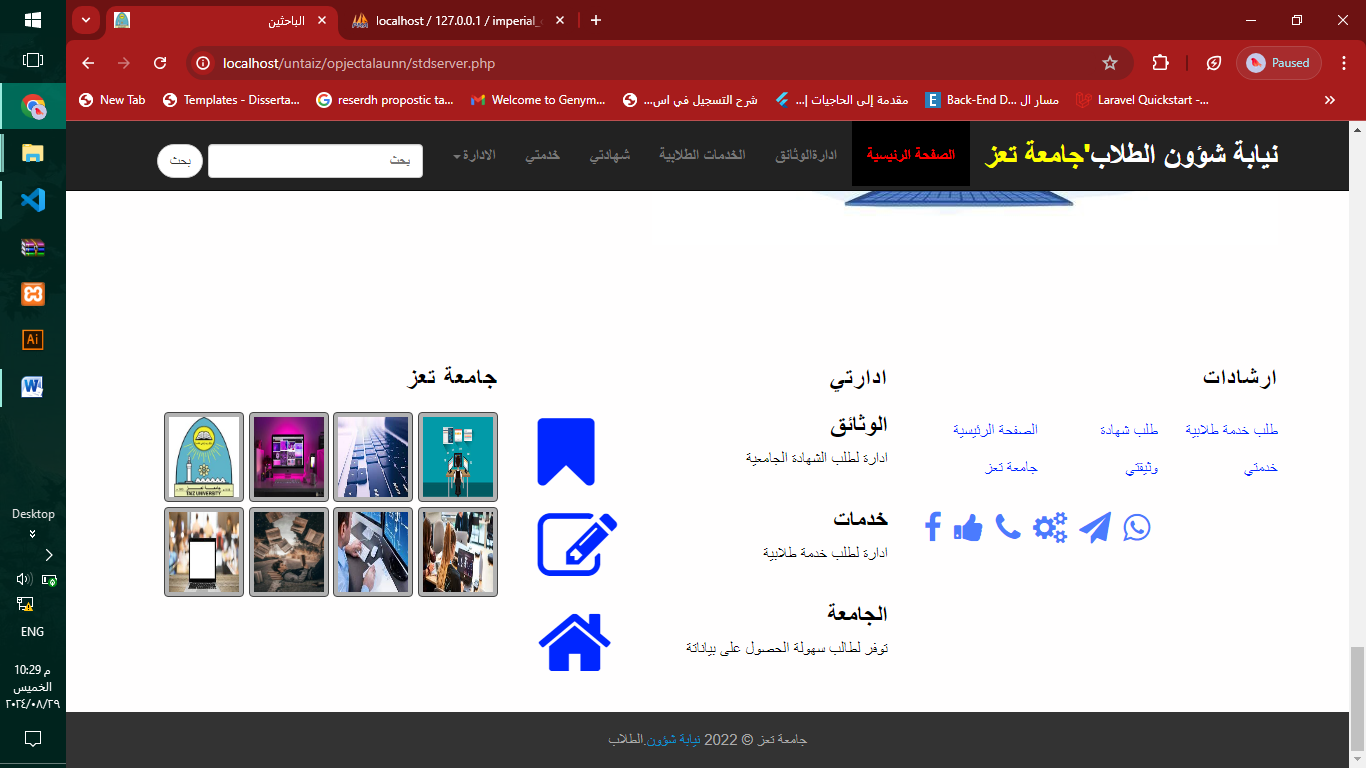 الباحثين
localhost / 127.0.0.1 / imperial_
localhost/untaiz/opjectalaunn/stdserver.php
Paused
New Tab
Templates - Disserta...
reserdh propostic ta...
Welcome to Genym...
شرح التسجيل في اس...
مقدمة إلى الحاجيات |...
Back-End D... مسار ال
Laravel Quickstart -...
نيابة شؤون الطلاب'جامعة تعز
الصفحة الرئيسية
ادارةالوثائق
الخدمات الطلابية
شهادتي
خدمتي
الادارة
بحث
بحث
ارشادات
طلب خدمة طلابية
طلب شهادة
الصفحة الرئيسية
خدمتي
وثيقتي
جامعة تعز
ادارتي
الوثائق
ادارة لطلب الشهادة الجامعية
خدمات
ادارة لطلب خدمة طلابية
الجامعة
توفر لطالب سهولة الحصول على بياناتة
جامعة تعز
TAIZ UNIVERSITY
جامعة تعز © 2022 نيابة شؤون.الطلاب
Desktop
ENG
10:29 م
الخميس
٢٠٢٤/٠٨/٢٩